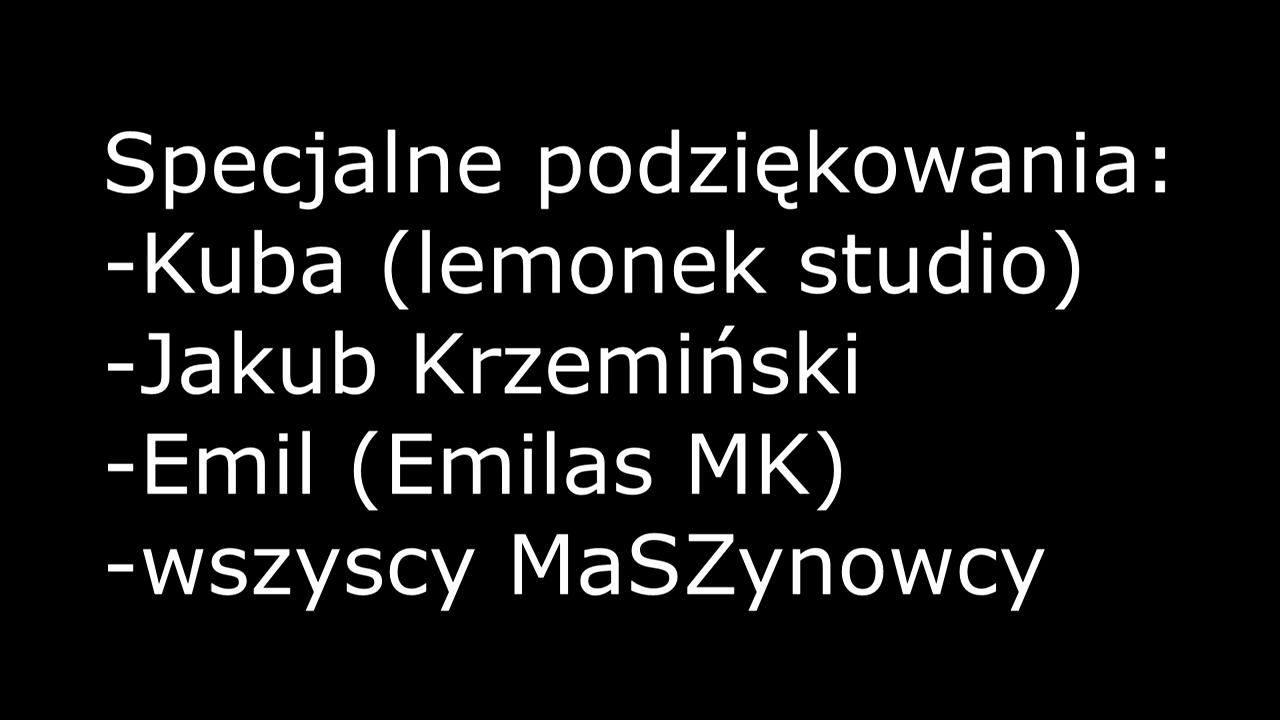 Specjalne podziękowania:
-Kuba (lemonek studio)
-Jakub Krzemiński
-Emil (Emilas MK)
-wszyscy MaSZynowcy